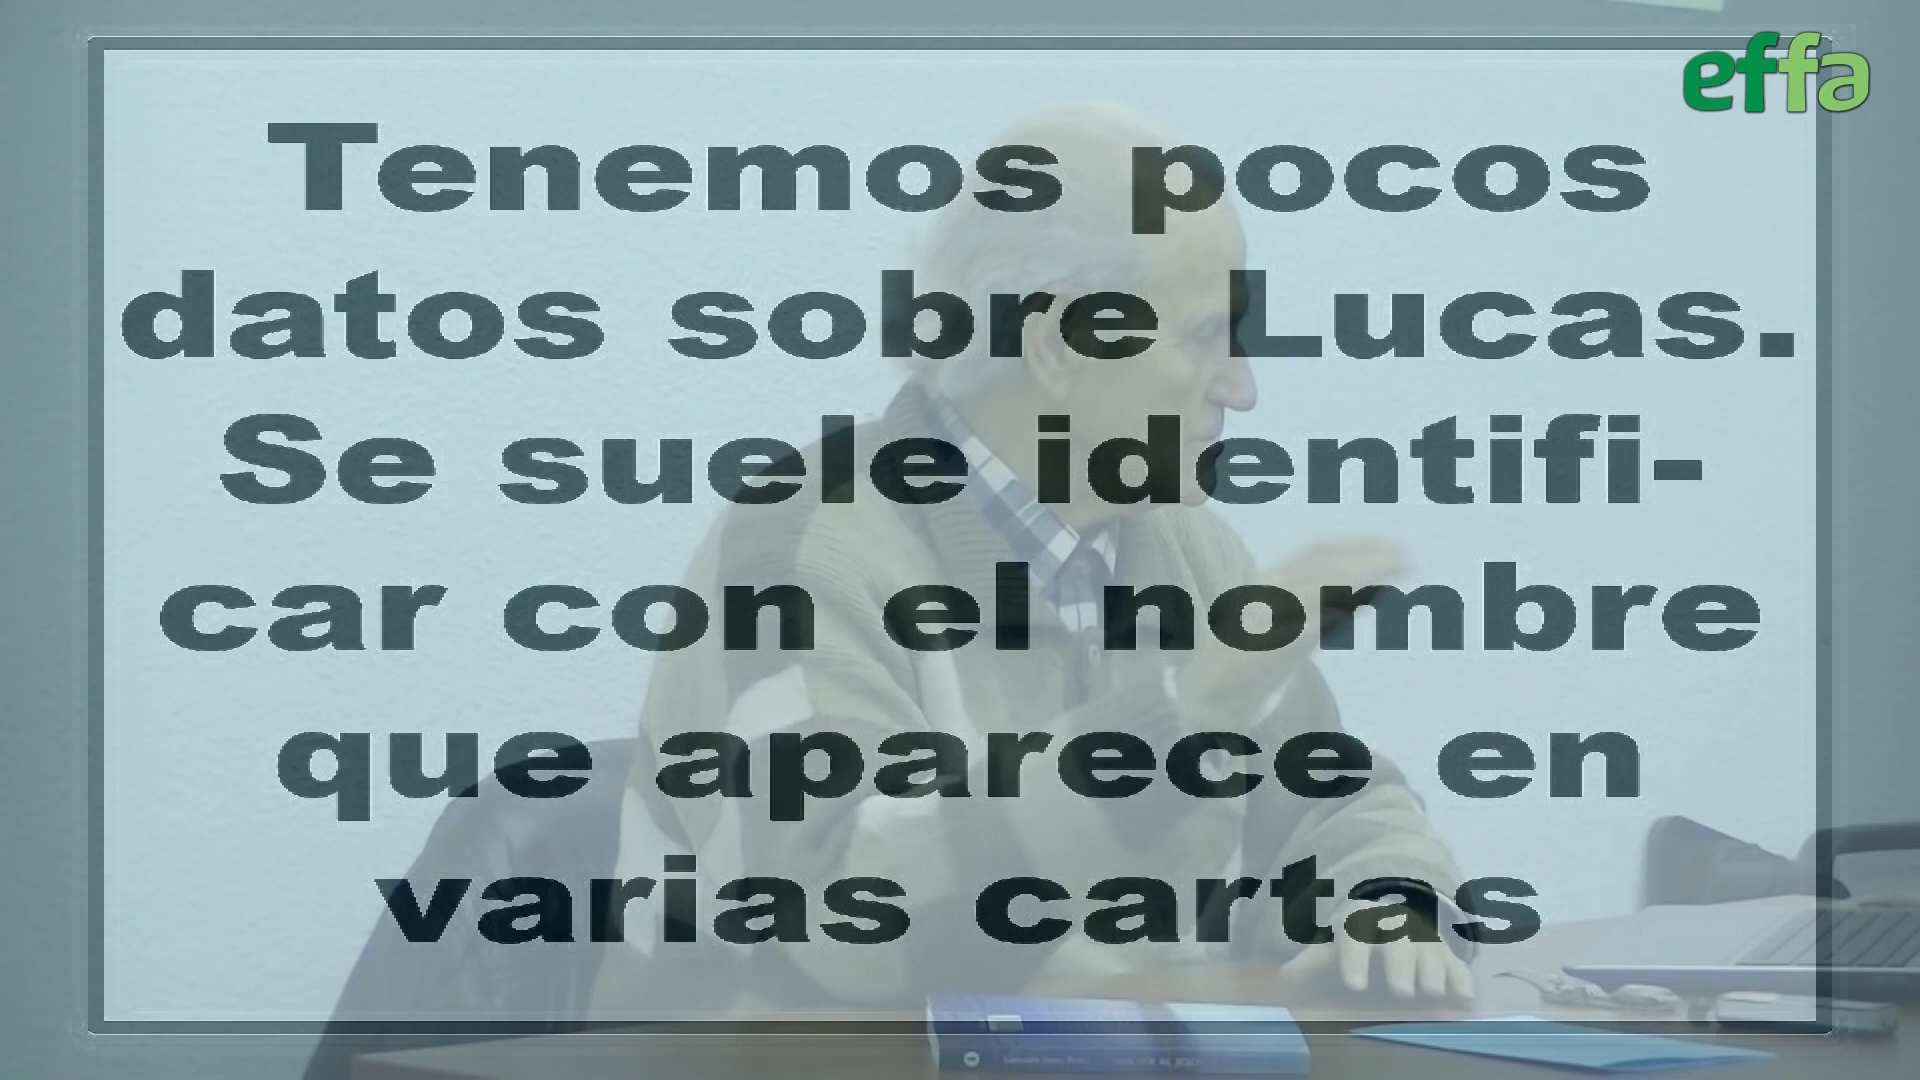 effa
Tenemos pocos
datos sobre Lucas.
Se suele identifi-
car con el nombre
que aparece en
varias cartas